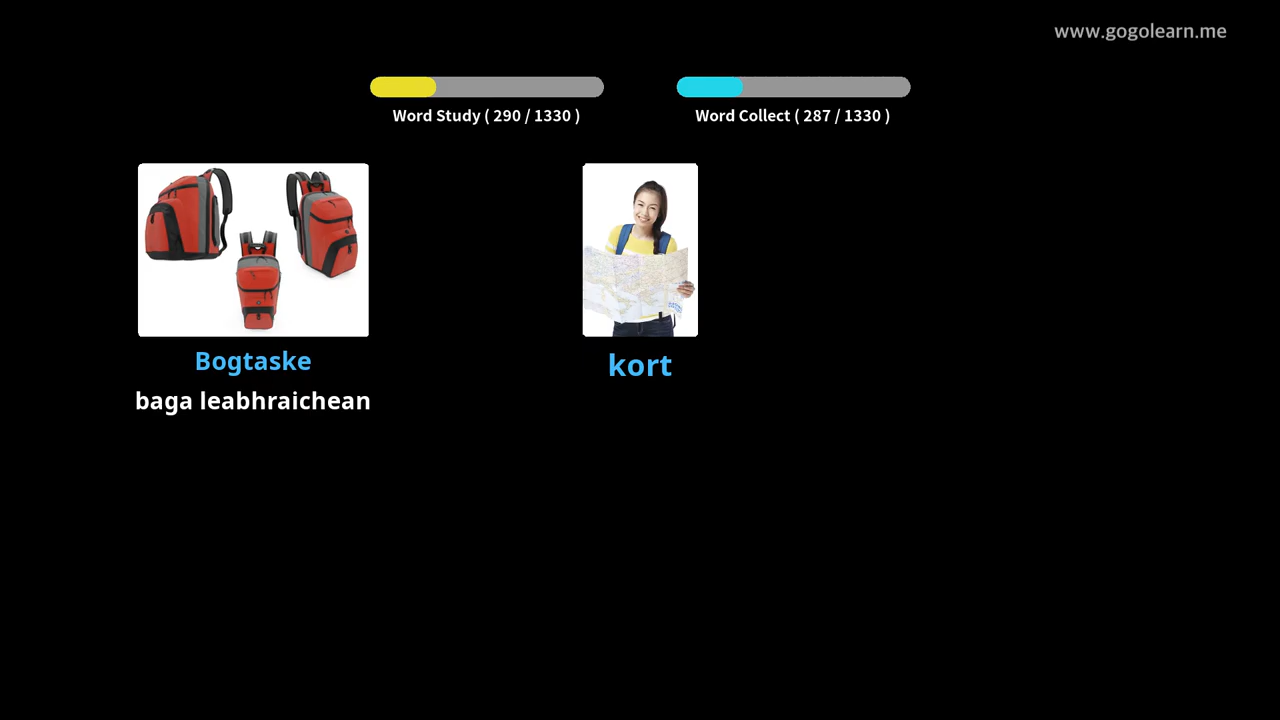 www.gogolearn.me
Word Study ( 290 / 1330 )
Word Collect ( 287 / 1330 )
Bogtaske
baga leabhraichean
kort